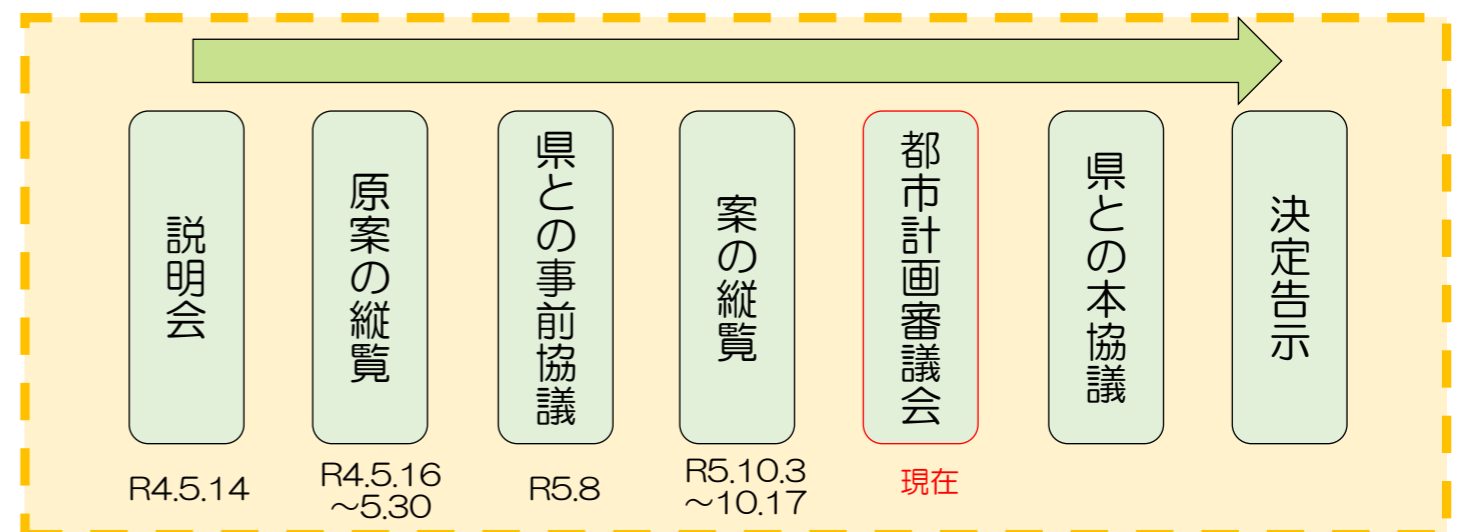 説明会
R4.5.14
原案の縦覧
R4.5.16
～5.30
県との事前協議
R5.8
案の縦覧
R5.10.3
～10.17
都市計画審議会
現在
県との本協議
決定告示